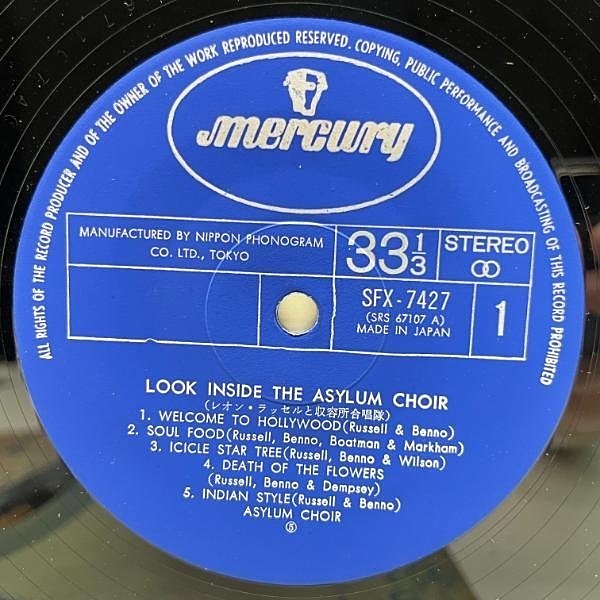 ALL RIGHTS OF THE RECORD PRODUCER AND OF THE OWNER OF THE WORK REPRODUCED RESERVED. COPYING, PUBLIC PERFORMANCE AND BROADCASTING OF THIS RECORD PROHIBITED
mercury
MANUFACTURED BY NIPPON PHONOGRAM
CO. LTD., TOKYO
33 1/3
STEREO
SFX-7427
(SRS 67107 A)
MADE IN JAPAN
1
LOOK INSIDE THE ASYLUM CHOIR
(レオン・ラッセルと収容所合唱隊)
1. WELCOME TO HOLLYWOOD(Russell & Benno)
2. SOUL FOOD(Russell, Benno, Boatman & Markham)
3. ICICLE STAR TREE(Russell, Benno & Wilson)
4. DEATH OF THE FLOWERS
(Russell, Benno & Dempsey)
5. INDIAN STYLE(Russell & Benno)
ASYLUM CHOIR